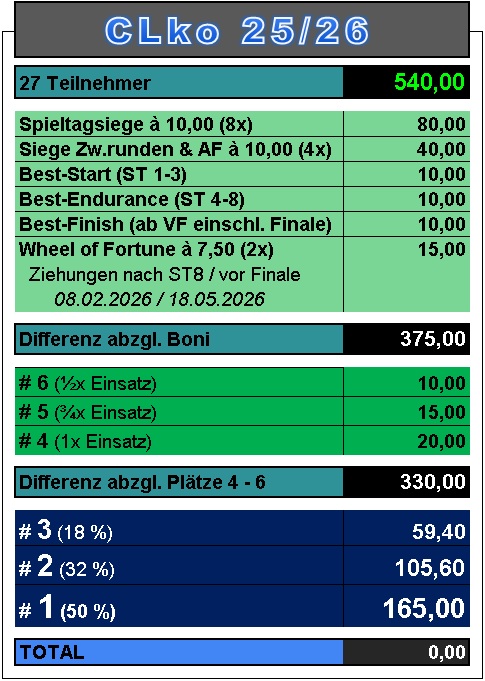 CLko 25/26
27 Teilnehmer 540,00
Spieltagsiege à 10,00 (8x) 80,00
Siege Zw.runden & AF à 10,00 (4x) 40,00
Best-Start (ST 1-3) 10,00
Best-Endurance (ST 4-8) 10,00
Best-Finish (ab VF einschl. Finale) 10,00
Wheel of Fortune à 7,50 (2x) 15,00
Ziehungen nach ST8 / vor Finale
08.02.2026 / 18.05.2026
Differenz abzgl. Boni 375,00
# 6 (½x Einsatz) 10,00
# 5 (¾x Einsatz) 15,00
# 4 (1x Einsatz) 20,00
Differenz abzgl. Plätze 4 - 6 330,00
# 3 (18 %) 59,40
# 2 (32 %) 105,60
# 1 (50 %) 165,00
TOTAL 0,00